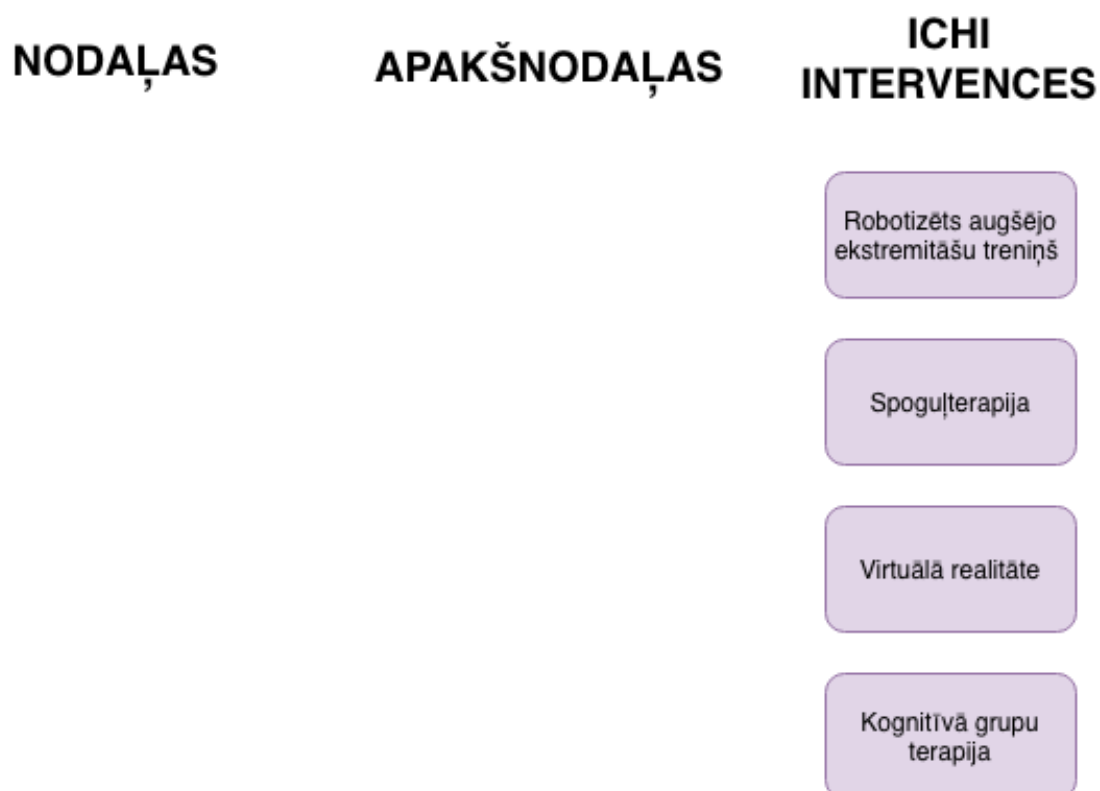 NODAĻAS
APAKŠNODAĻAS
ICHI
INTERVENCES
Robotizēts augšējo
ekstremitāšu treniņš
Spoguļterapija
Virtuālā realitāte
Kognitīvā grupu
terapija